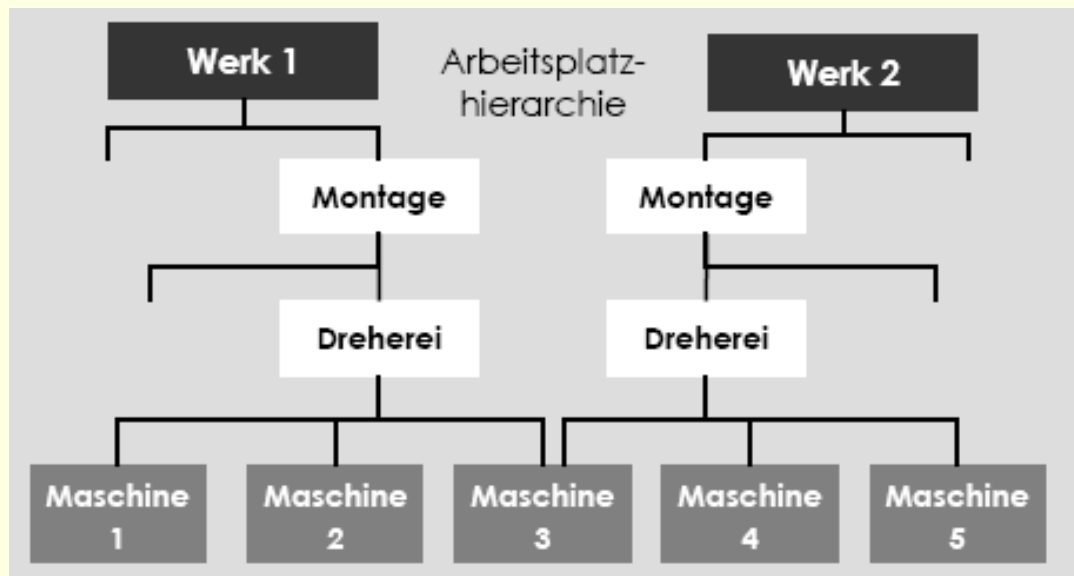 Werk 1
Arbeitsplatz-
hierarchie
Werk 2
Montage
Montage
Dreherei
Dreherei
Maschine
1
Maschine
2
Maschine
3
Maschine
4
Maschine
5